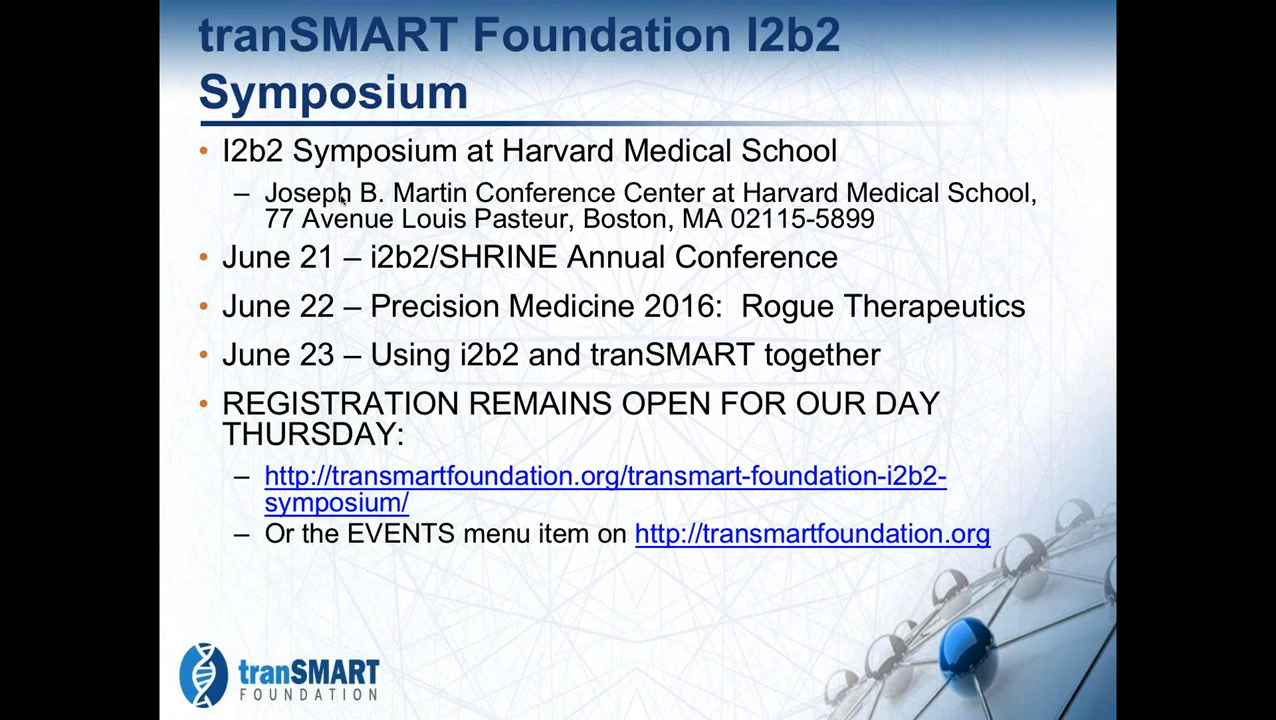 tranSMART Foundation I2b2
Symposium
• I2b2 Symposium at Harvard Medical School
– Joseph B. Martin Conference Center at Harvard Medical School,
77 Avenue Louis Pasteur, Boston, MA 02115-5899
• June 21 – i2b2/SHRINE Annual Conference
• June 22 – Precision Medicine 2016:  Rogue Therapeutics
• June 23 – Using i2b2 and tranSMART together
• REGISTRATION REMAINS OPEN FOR OUR DAY
THURSDAY:
– http://transmartfoundation.org/transmart-foundation-i2b2-
symposium/
– Or the EVENTS menu item on http://transmartfoundation.org
tranSMART
FOUNDATION